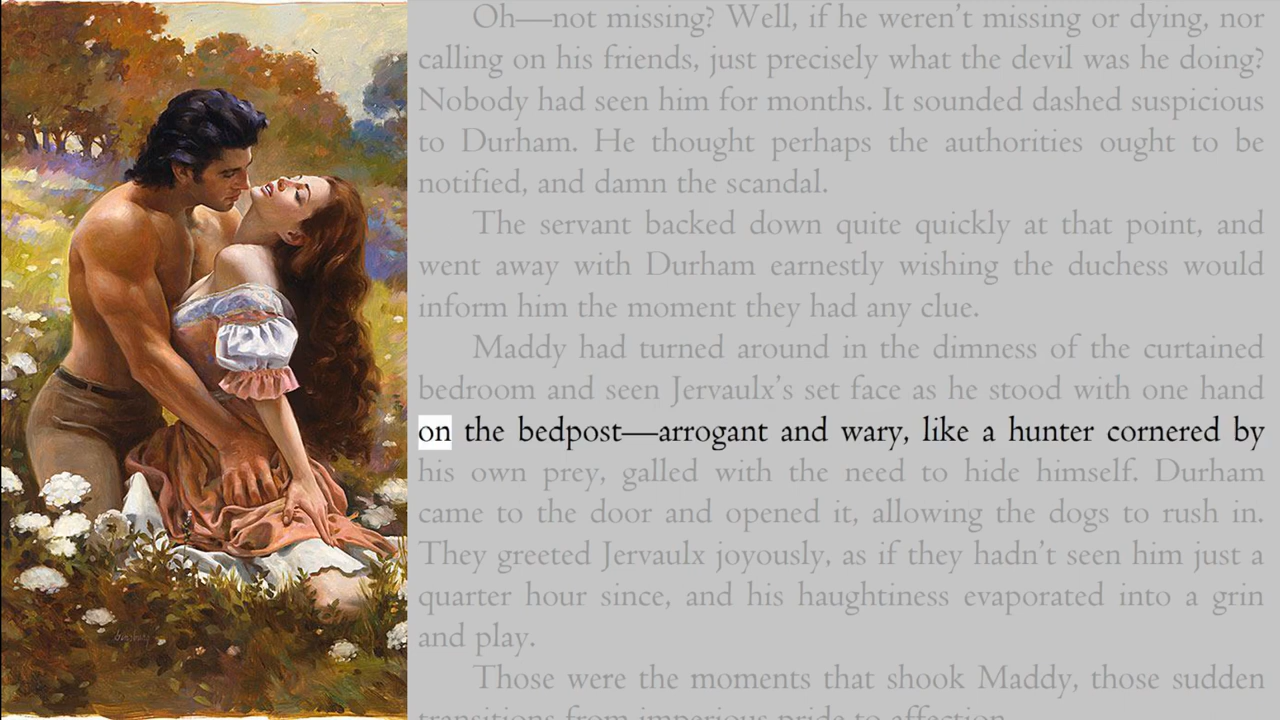 Oh—not missing? Well, if he weren't missing or dying, nor
calling on his friends, just precisely what the devil was he doing?
Nobody had seen him for months. It sounded dashed suspicious
to Durham. He thought perhaps the authorities ought to be
notified, and damn the scandal.
The servant backed down quite quickly at that point, and
went away with Durham earnestly wishing the duchess would
inform him the moment they had any clue.
Maddy had turned around in the dimness of the curtained
bedroom and seen Jervaulx's set face as he stood with one hand
on the bedpost—arrogant and wary, like a hunter cornered by
his own prey, galled with the need to hide himself. Durham
came to the door and opened it, allowing the dogs to rush in.
They greeted Jervaulx joyously, as if they hadn't seen him just a
quarter hour since, and his haughtiness evaporated into a grin
and play.
Those were the moments that shook Maddy, those sudden
transitions from imperious pride to affection